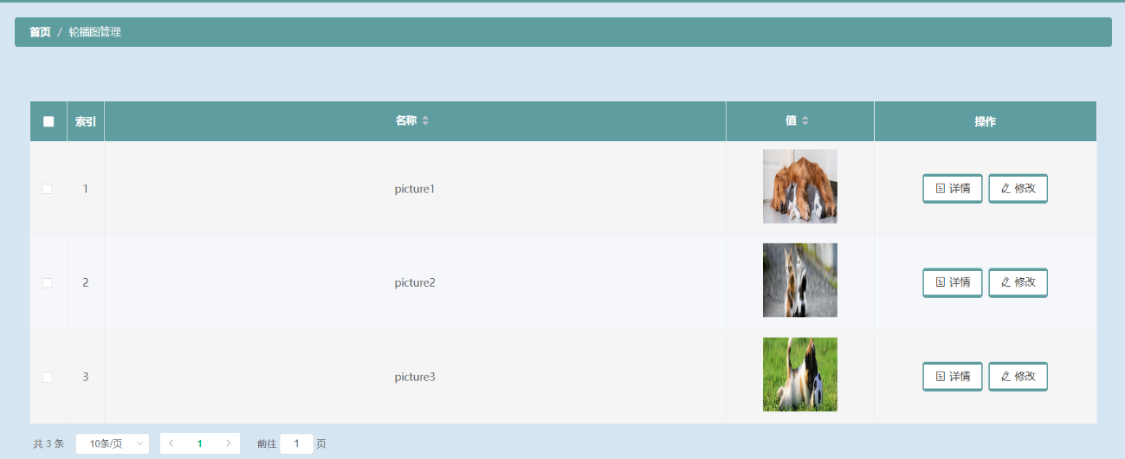 首页 / 轮播图管理
索引 名称 值 操作
1 picture1 详情 修改
2 picture2 详情 修改
3 picture3 详情 修改
共 3 条 10条/页 1 前往 1 页